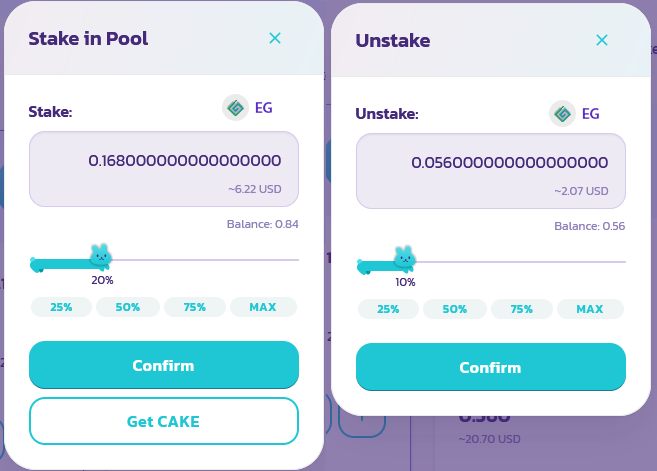 Stake in Pool
Stake:
EG
0.168000000000000000
~6.22 USD
Balance: 0.84
20%
25%
50%
75%
MAX
Confirm
Get CAKE
Unstake
Unstake:
EG
0.056000000000000000
~2.07 USD
Balance: 0.56
10%
25%
50%
75%
MAX
Confirm
~20.70 USD